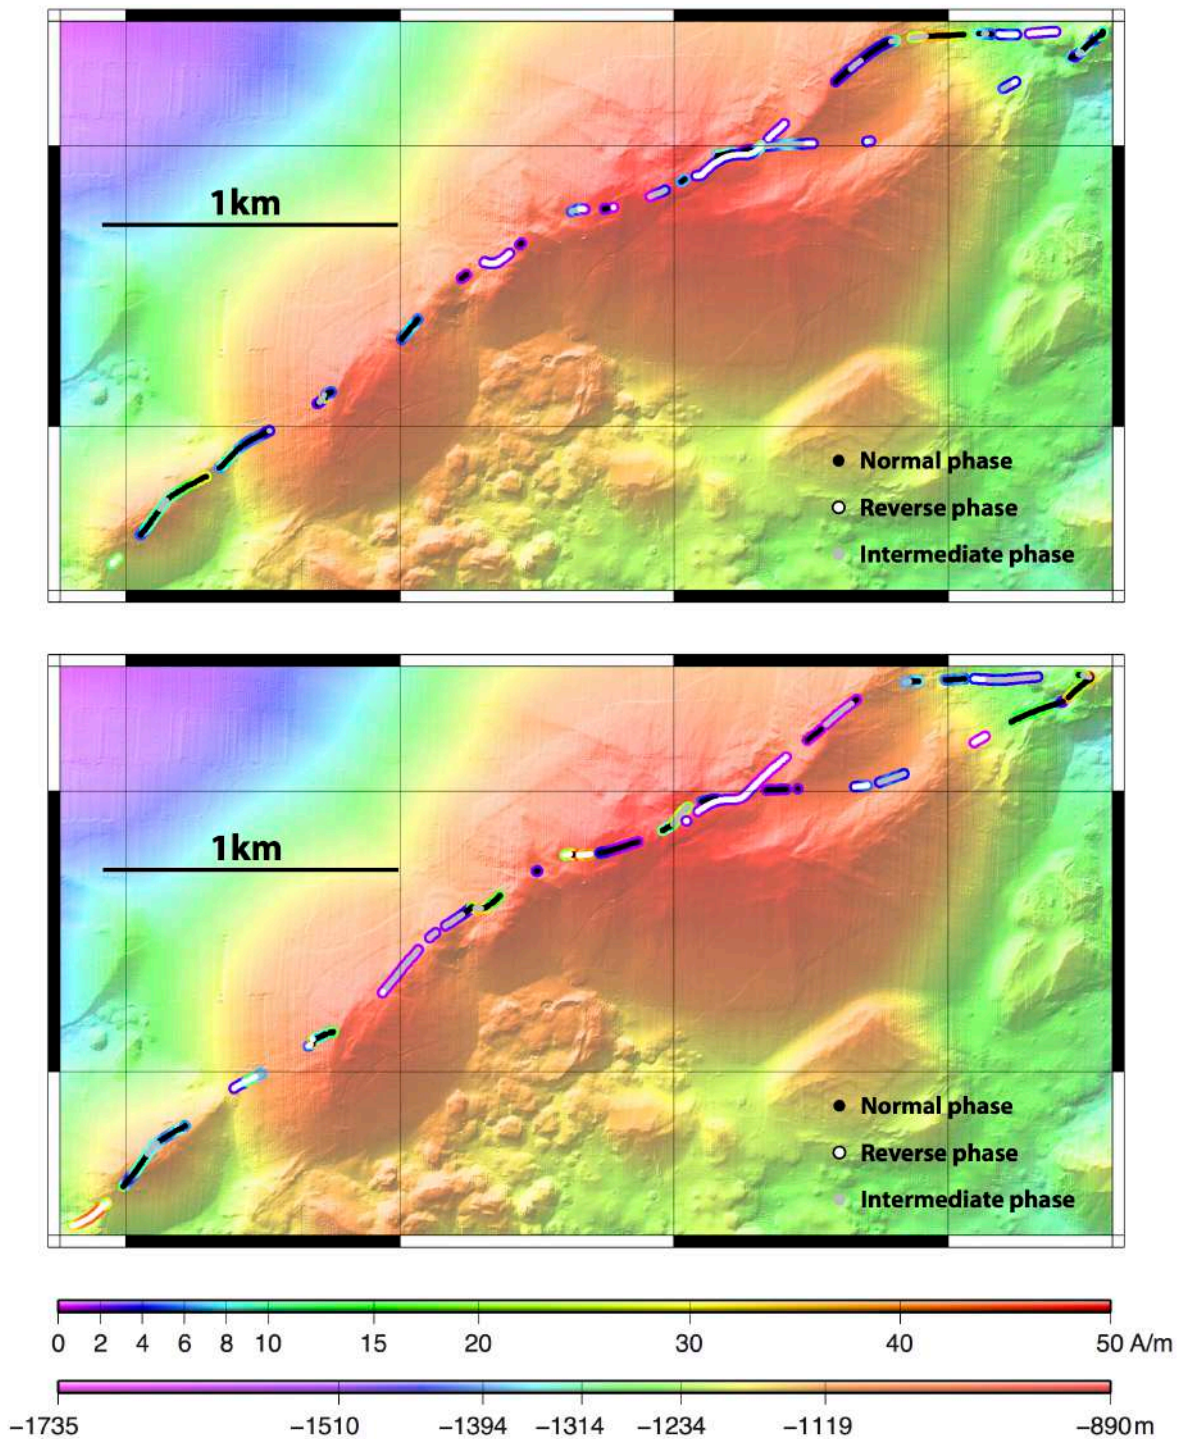 1km
Normal phase
Reverse phase
Intermediate phase
1km
Normal phase
Reverse phase
Intermediate phase
0 2 4 6 8 10 15 20 30 40 50 A/m
−1735 −1510 −1394 −1314 −1234 −1119 −890m